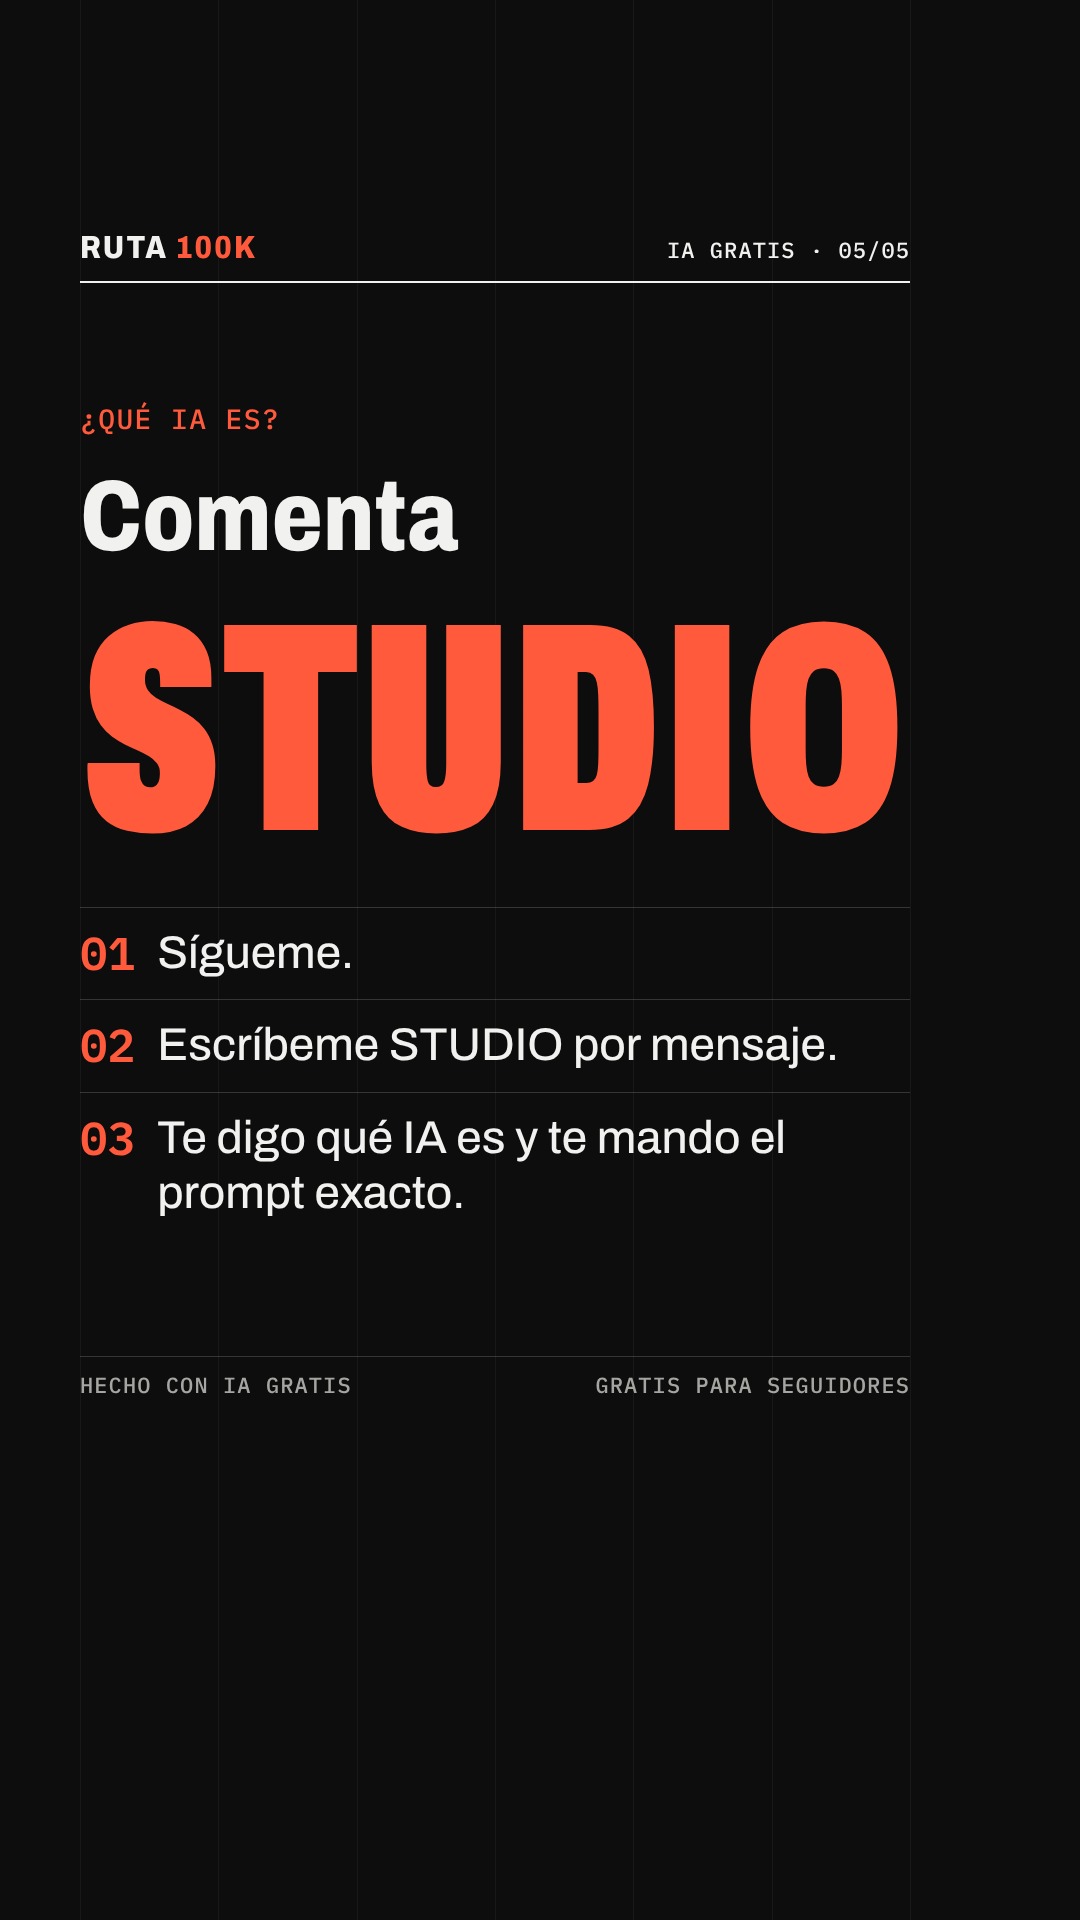 RUTA 100K
IA GRATIS · 05/05
¿QUÉ IA ES?
Comenta
STUDIO
01 Sígueme.
02 Escríbeme STUDIO por mensaje.
03 Te digo qué IA es y te mando el
prompt exacto.
HECHO CON IA GRATIS
GRATIS PARA SEGUIDORES